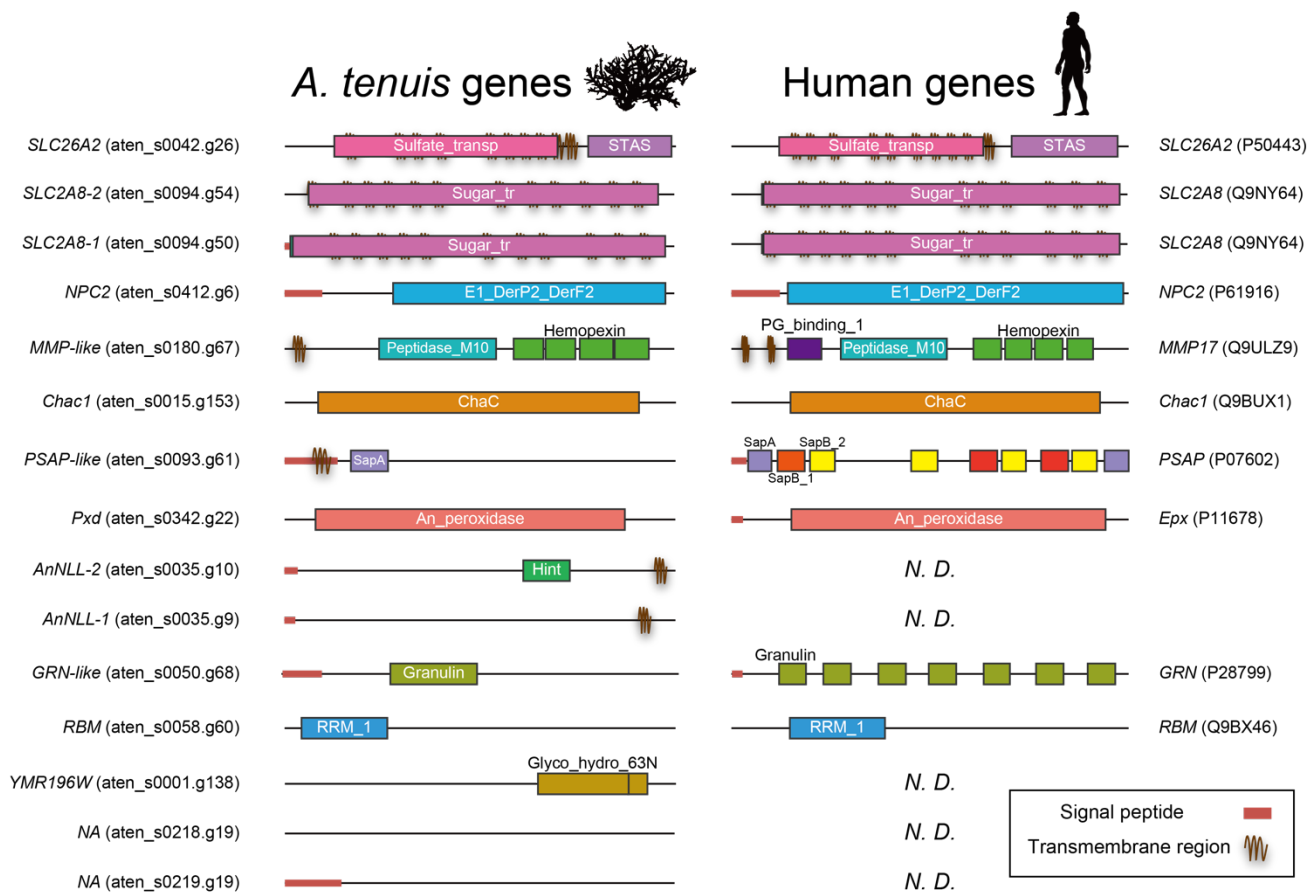 A. tenuis genes Human genes
SLC26A2 (aten_s0042.g26) Sulfate_transp STAS Sulfate_transp STAS SLC26A2 (P50443)
SLC2A8-2 (aten_s0094.g54) Sugar_tr Sugar_tr SLC2A8 (Q9NY64)
SLC2A8-1 (aten_s0094.g50) Sugar_tr Sugar_tr SLC2A8 (Q9NY64)
NPC2 (aten_s0412.g6) E1_DerP2_DerF2 E1_DerP2_DerF2 NPC2 (P61916)
Hemopexin PG_binding_1 Hemopexin
MMP-like (aten_s0180.g67) Peptidase_M10 Peptidase_M10 MMP17 (Q9ULZ9)
Chac1 (aten_s0015.g153) ChaC ChaC Chac1 (Q9BUX1)
SapA SapB_2
PSAP-like (aten_s0093.g61) SapA PSAP (P07602)
SapB_1
Pxd (aten_s0342.g22) An_peroxidase An_peroxidase Epx (P11678)
AnNLL-2 (aten_s0035.g10) Hint N. D.
AnNLL-1 (aten_s0035.g9) N. D.
Granulin
GRN-like (aten_s0050.g68) Granulin GRN (P28799)
RBM (aten_s0058.g60) RRM_1 RRM_1 RBM (Q9BX46)
Glyco_hydro_63N
YMR196W (aten_s0001.g138) N. D.
NA (aten_s0218.g19) N. D.
NA (aten_s0219.g19) N. D.
Signal peptide
Transmembrane region